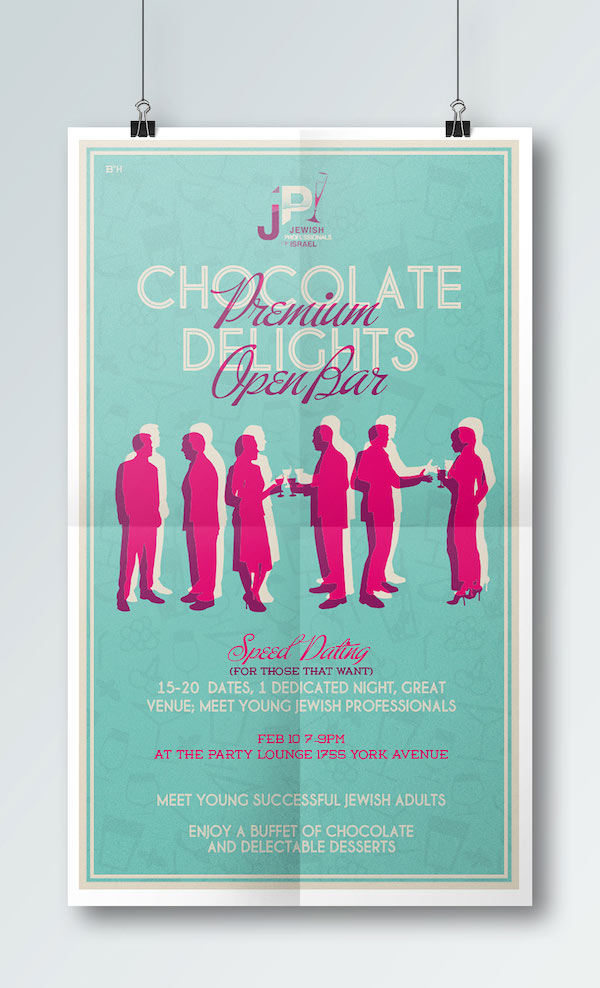 B"H
JP
JEWISH
PROFESSIONALS
ISRAEL
CHOCOLATE
Premium
DELIGHTS
Open Bar
Speed Dating
(FOR THOSE THAT WANT)
15-20 DATES, 1 DEDICATED NIGHT, GREAT
VENUE; MEET YOUNG JEWISH PROFESSIONALS
FEB 10 7-9PM
AT THE PARTY LOUNGE 1755 YORK AVENUE
MEET YOUNG SUCCESSFUL JEWISH ADULTS
ENJOY A BUFFET OF CHOCOLATE
AND DELECTABLE DESSERTS